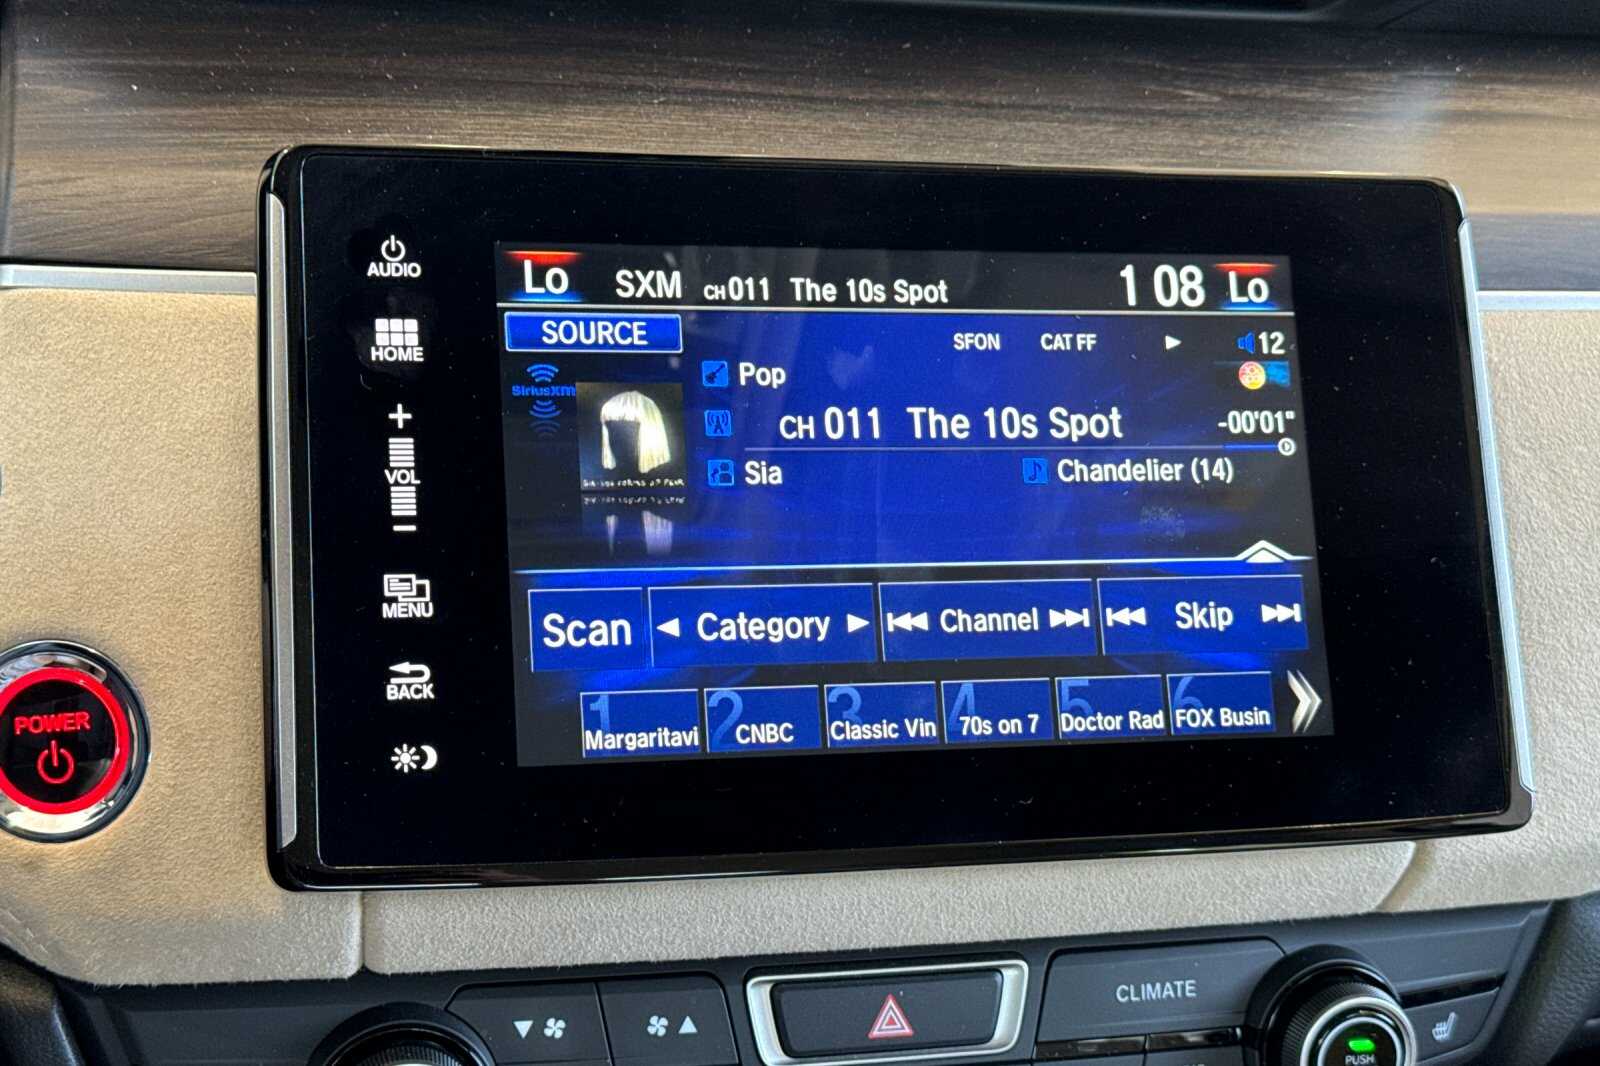 AUDIO
HOME
+
VOL
−
MENU
BACK
POWER
Lo SXM CH 011 The 10s Spot 1 08 Lo
SOURCE
SFON CAT FF 12
SiriusXM
Pop
CH 011 The 10s Spot -00'01"
Sia Chandelier (14)
Scan Category Channel Skip
1 2 3 4 5 6
Margaritavi CNBC Classic Vin 70s on 7 Doctor Rad FOX Busin
CLIMATE
PUSH